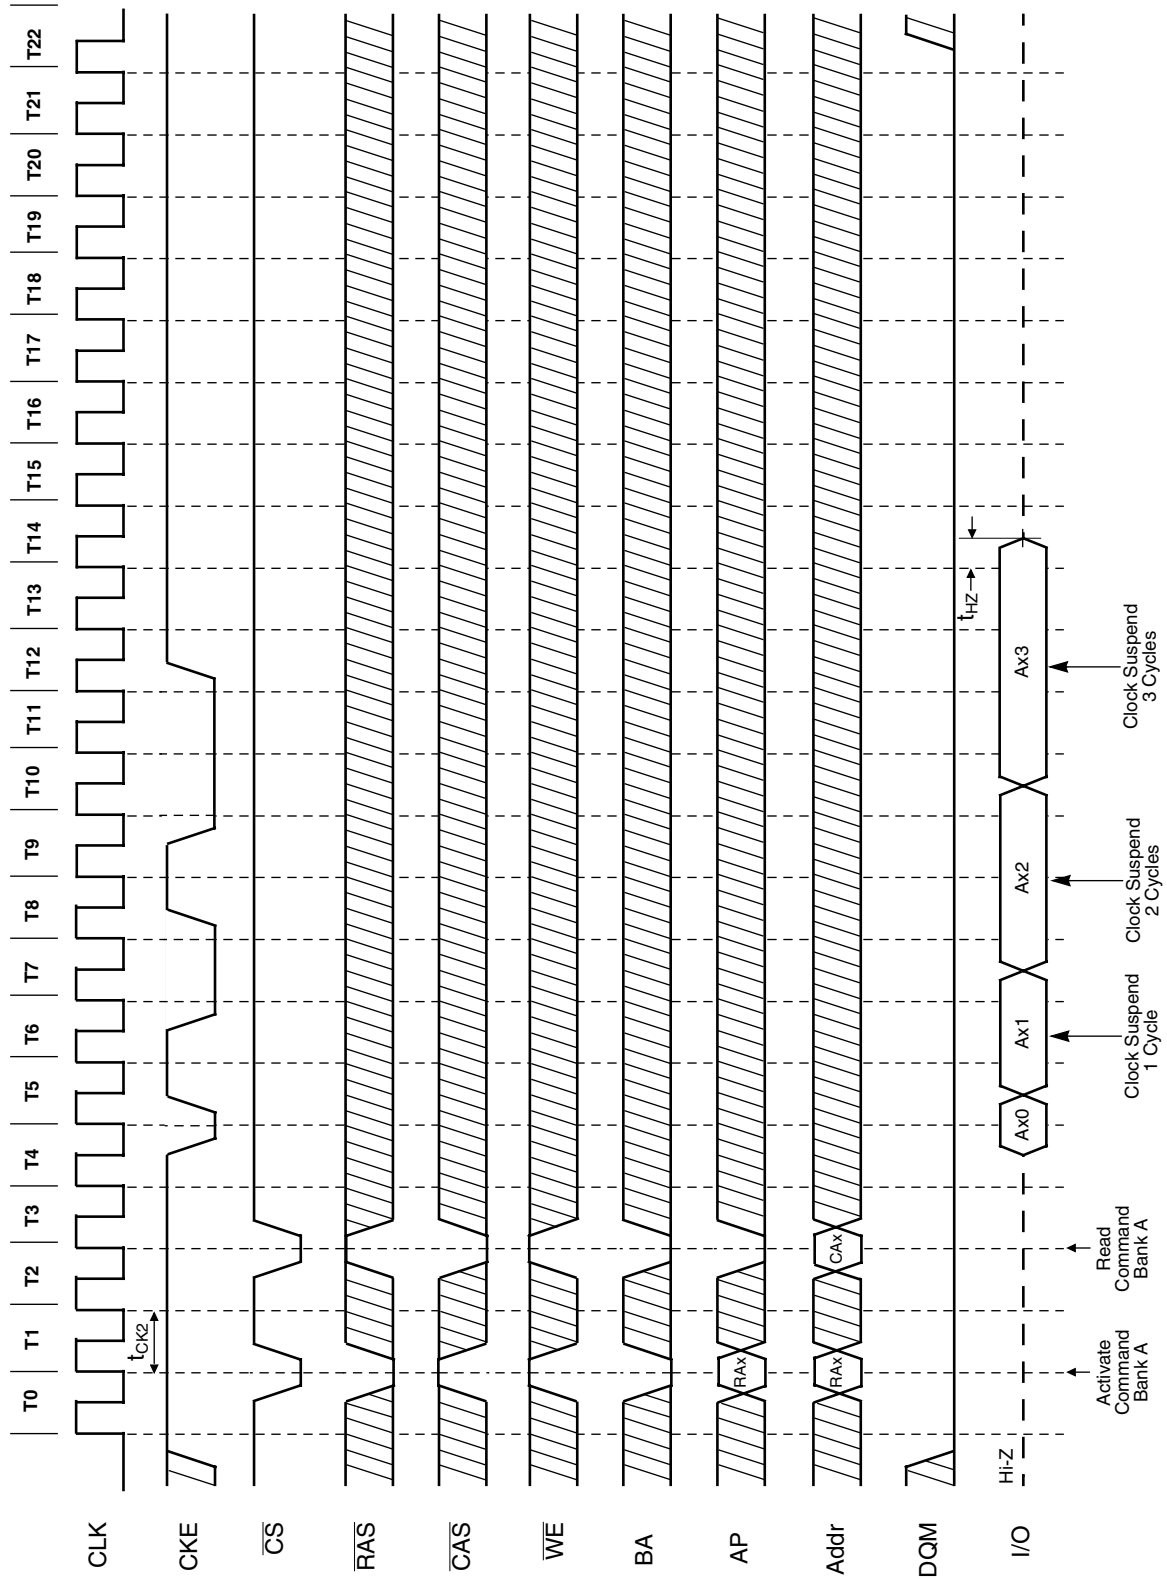 T0 T1 T2 T3 T4 T5 T6 T7 T8 T9 T10 T11 T12 T13 T14 T15 T16 T17 T18 T19 T20 T21 T22
CLK
tCK2
CKE
CS
RAS
CAS
WE
BA
AP
RAx
Addr
RAx CAx
DQM
tHZ
I/O
Hi-Z
Ax0 Ax1 Ax2 Ax3
Activate
Command
Bank A
Read
Command
Bank A
Clock Suspend
1 Cycle
Clock Suspend
2 Cycles
Clock Suspend
3 Cycles